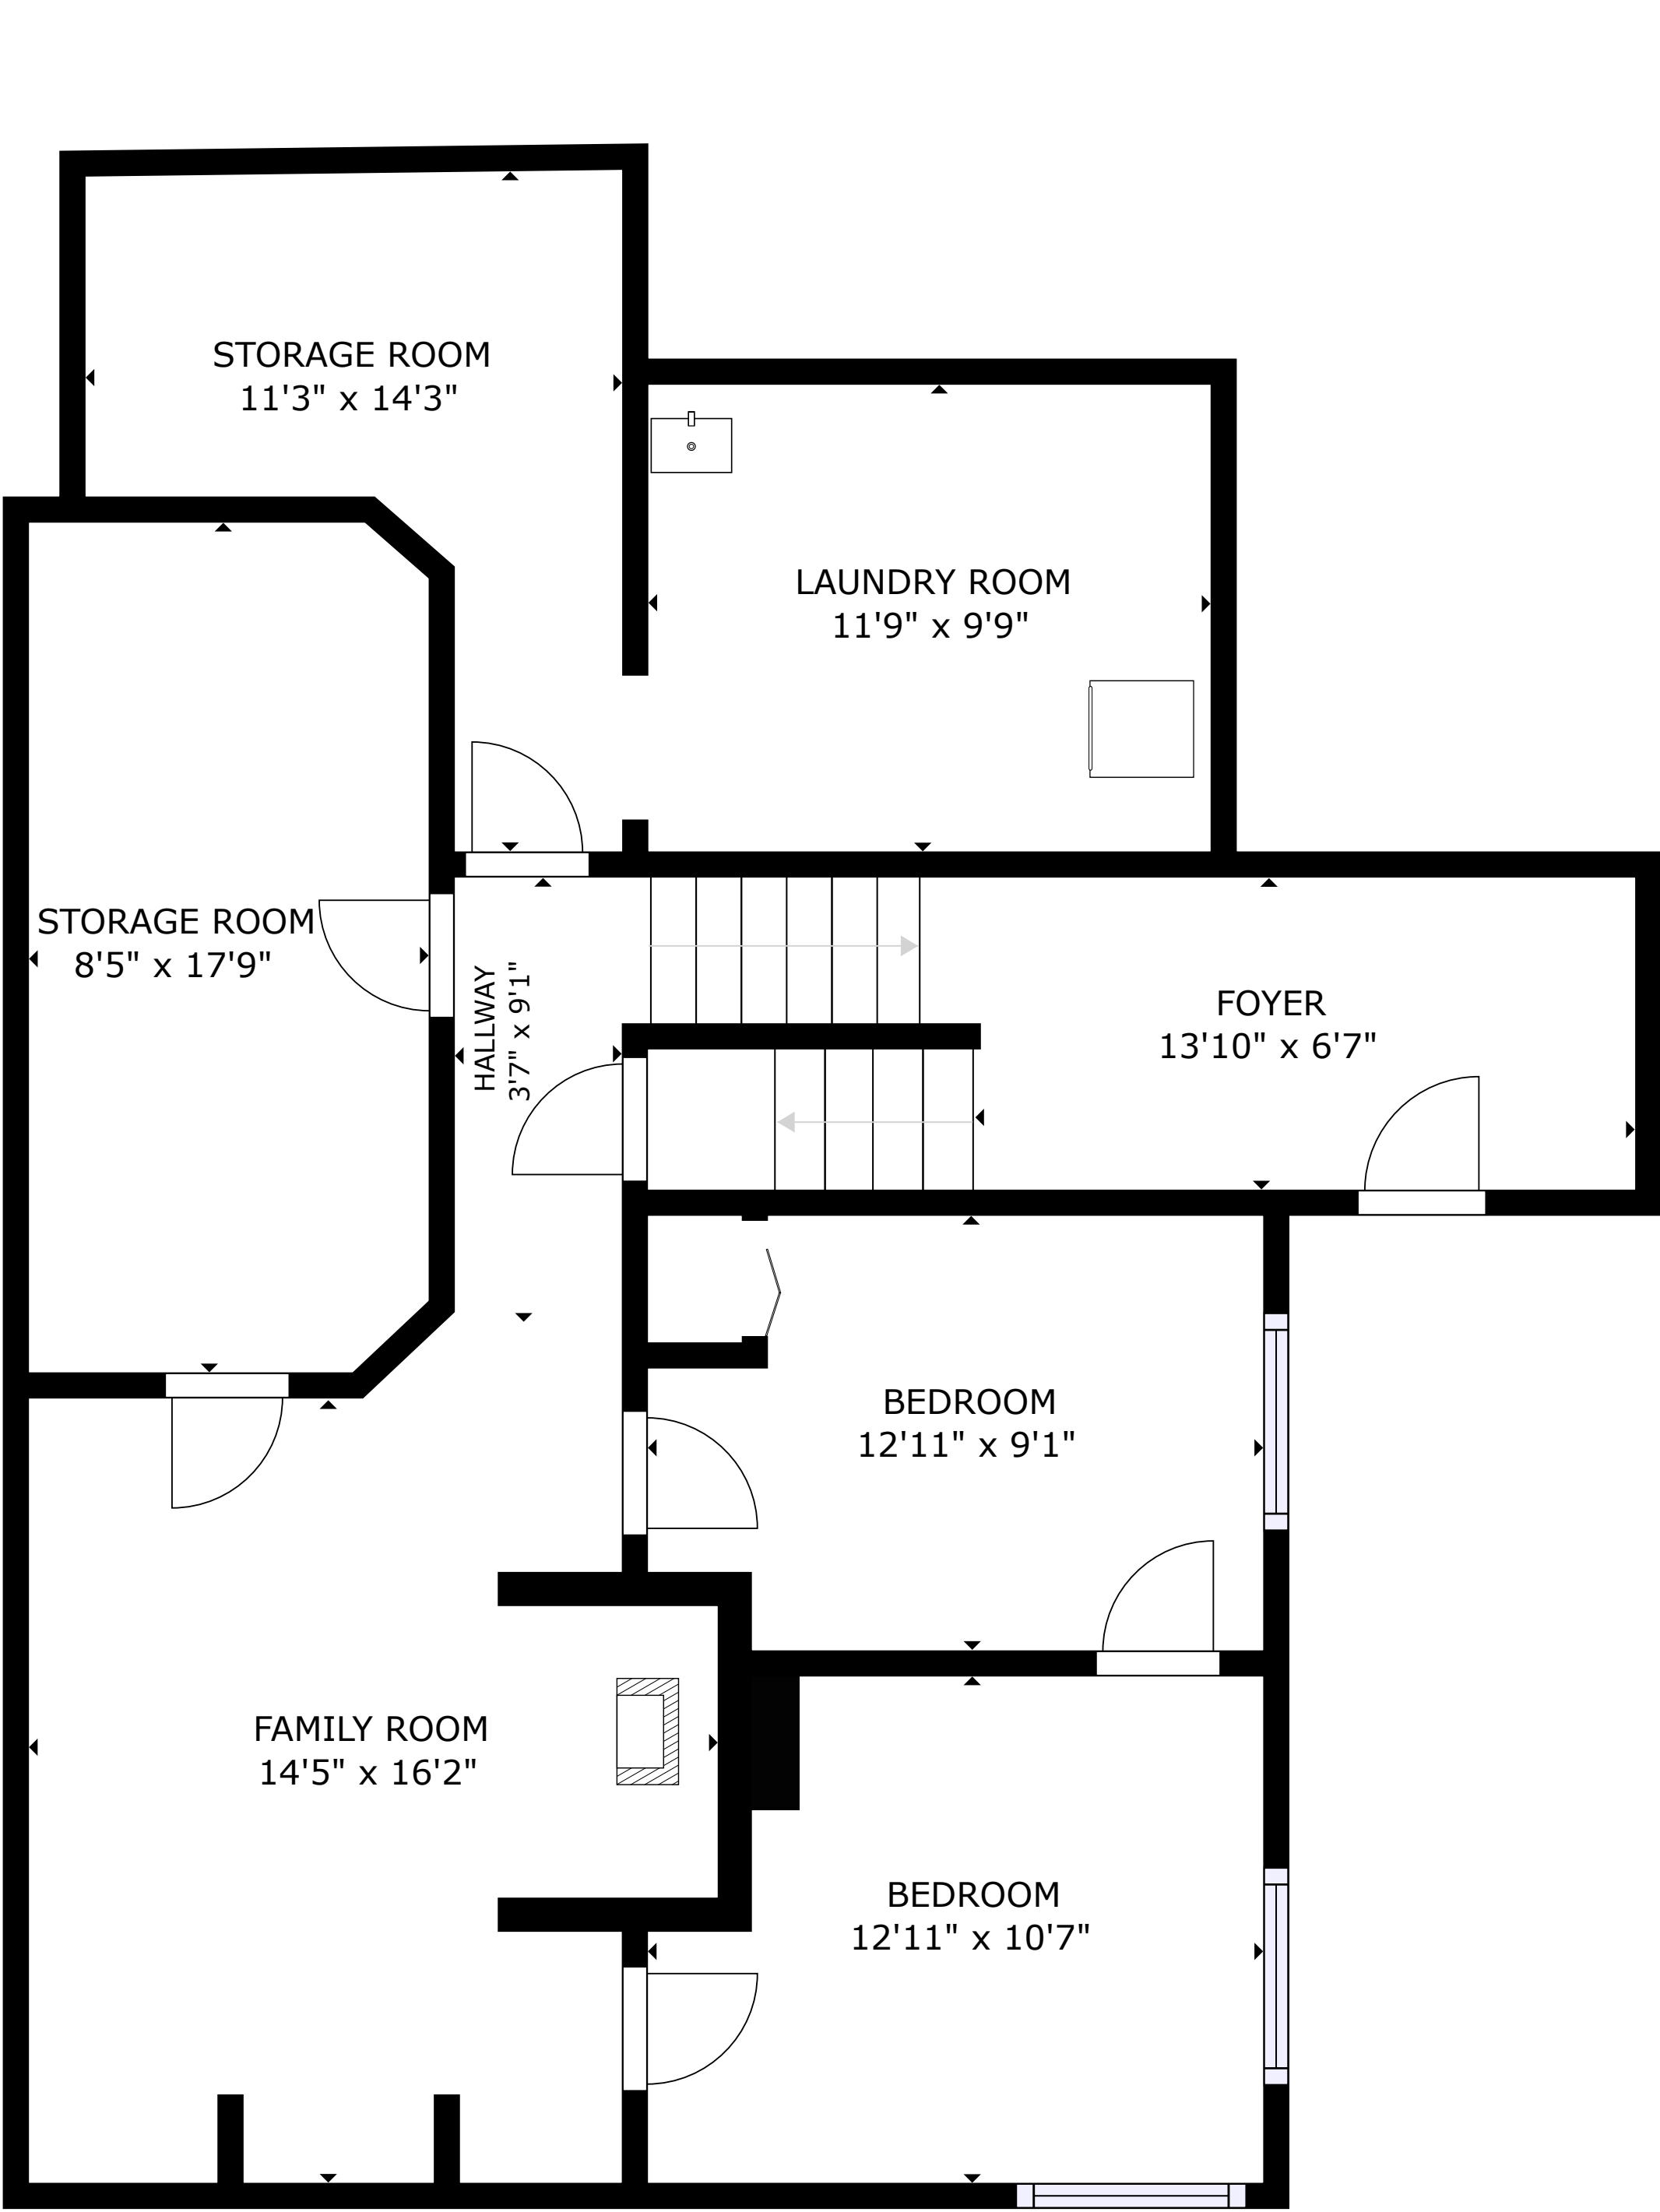 STORAGE ROOM
11'3" x 14'3"
LAUNDRY ROOM
11'9" x 9'9"
STORAGE ROOM
8'5" x 17'9"
HALLWAY
3'7" x 9'1"
FOYER
13'10" x 6'7"
BEDROOM
12'11" x 9'1"
FAMILY ROOM
14'5" x 16'2"
BEDROOM
12'11" x 10'7"